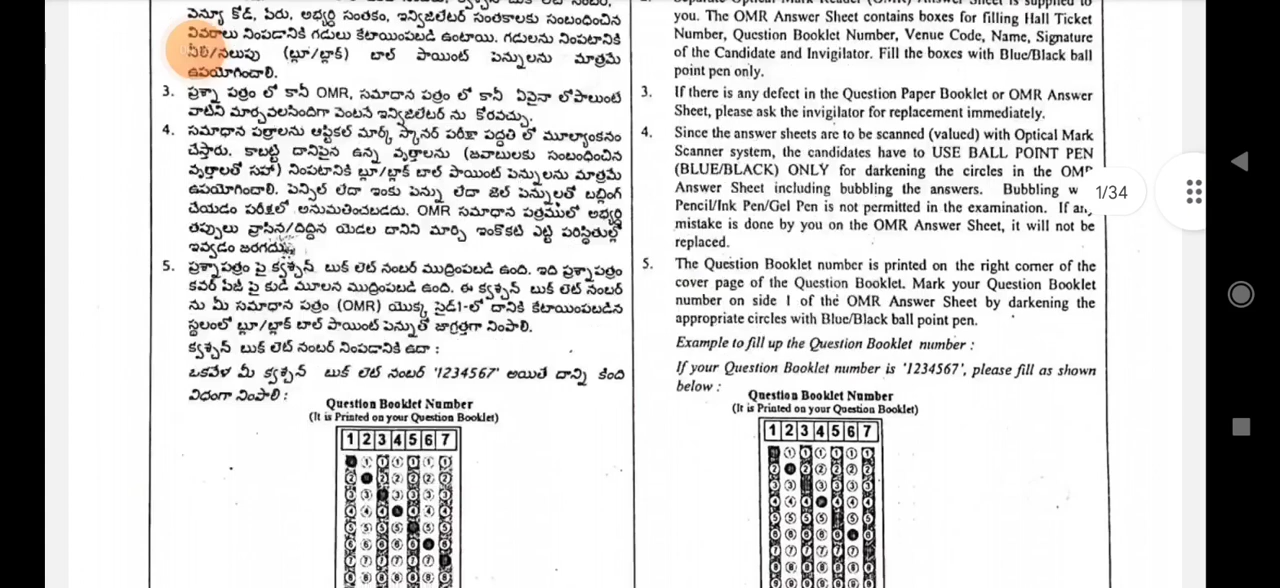 వెన్యూ కోడ్, పేరు, అభ్యర్థి సంతకం, ఇన్విజిలేటర్ సంతకాలకు సంబంధించిన
వివరాలు నింపడానికి గడులు కేటాయింపబడి ఉంటాయి. గడులను నింపటానికి
నీలి/నలుపు (బ్లూ/బ్లాక్) బాల్ పాయింట్ పెన్నులను మాత్రమే
ఉపయోగించాలి.
3. ప్రశ్నా పత్రం లో కానీ OMR, సమాధాన పత్రం లో కానీ ఏవైనా లోపాలుంటే
వాటిని మార్చవలసిందిగా వెంటనే ఇన్విజిలేటర్ ను కోరవచ్చు.
4. సమాధాన పత్రాలను ఆప్టికల్ మార్క్ స్కానర్ పరీక్షా పద్ధతి లో మూల్యాంకనం
చేస్తారు. కాబట్టి దానిపైన ఉన్న వృత్తాలను (జవాబులకు సంబంధించిన
వృత్తాలతో సహా) నింపటానికి బ్లూ/బ్లాక్ బాల్ పాయింట్ పెన్నులను మాత్రమే
ఉపయోగించాలి. పెన్సిల్ లేదా ఇంకు పెన్ను లేదా జెల్ పెన్నులతో బబ్లింగ్
చేయడం పరీక్షలో అనుమతించబడదు. OMR సమాధాన పత్రములో అభ్యర్థి
తప్పులు వ్రాసిన/దిద్దిన యెడల దానిని మార్చి ఇంకొకటి ఎట్టి పరిస్థితుల్లో
ఇవ్వడం జరగదు.
5. ప్రశ్నాపత్రం పై క్వశ్చన్ బుక్ లెట్ నంబర్ ముద్రింపబడి ఉంది. ఇది ప్రశ్నాపత్రం
కవర్ పేజీ పై కుడి మూలన ముద్రింపబడి ఉంది. ఈ క్వశ్చన్ బుక్ లెట్ నంబర్
ను మీ సమాధాన పత్రం (OMR) యొక్క సైడ్1-లో దానికి కేటాయింపబడిన
స్థలంలో బ్లూ/బ్లాక్ బాల్ పాయింట్ పెన్నుతో జాగ్రత్తగా నింపాలి.
క్వశ్చన్ బుక్ లెట్ నంబర్ నింపడానికి ఉదా :
ఒకవేళ మీ క్వశ్చన్ బుక్ లెట్ నంబర్ '1234567' అయితే దాన్ని కింది
విధంగా నింపాలి :
Question Booklet Number
(It is Printed on your Question Booklet)
1 2 3 4 5 6 7
you. The OMR Answer Sheet contains boxes for filling Hall Ticket
Number, Question Booklet Number, Venue Code, Name, Signature
of the Candidate and Invigilator. Fill the boxes with Blue/Black ball
point pen only.
3. If there is any defect in the Question Paper Booklet or OMR Answer
Sheet, please ask the invigilator for replacement immediately.
4. Since the answer sheets are to be scanned (valued) with Optical Mark
Scanner system, the candidates have to USE BALL POINT PEN
(BLUE/BLACK) ONLY for darkening the circles in the
Answer Sheet including bubbling the answers. Bubbling
Pencil/Ink Pen/Gel Pen is not permitted in the examination. If
mistake is done by you on the OMR Answer Sheet, it will not be
replaced.
5. The Question Booklet number is printed on the right corner of the
cover page of the Question Booklet. Mark your Question Booklet
number on side 1 of the OMR Answer Sheet by darkening the
appropriate circles with Blue/Black ball point pen.
Example to fill up the Question Booklet number :
If your Question Booklet number is '1234567', please fill as shown
below :
Question Booklet Number
(It is Printed on your Question Booklet)
1 2 3 4 5 6 7
1/34